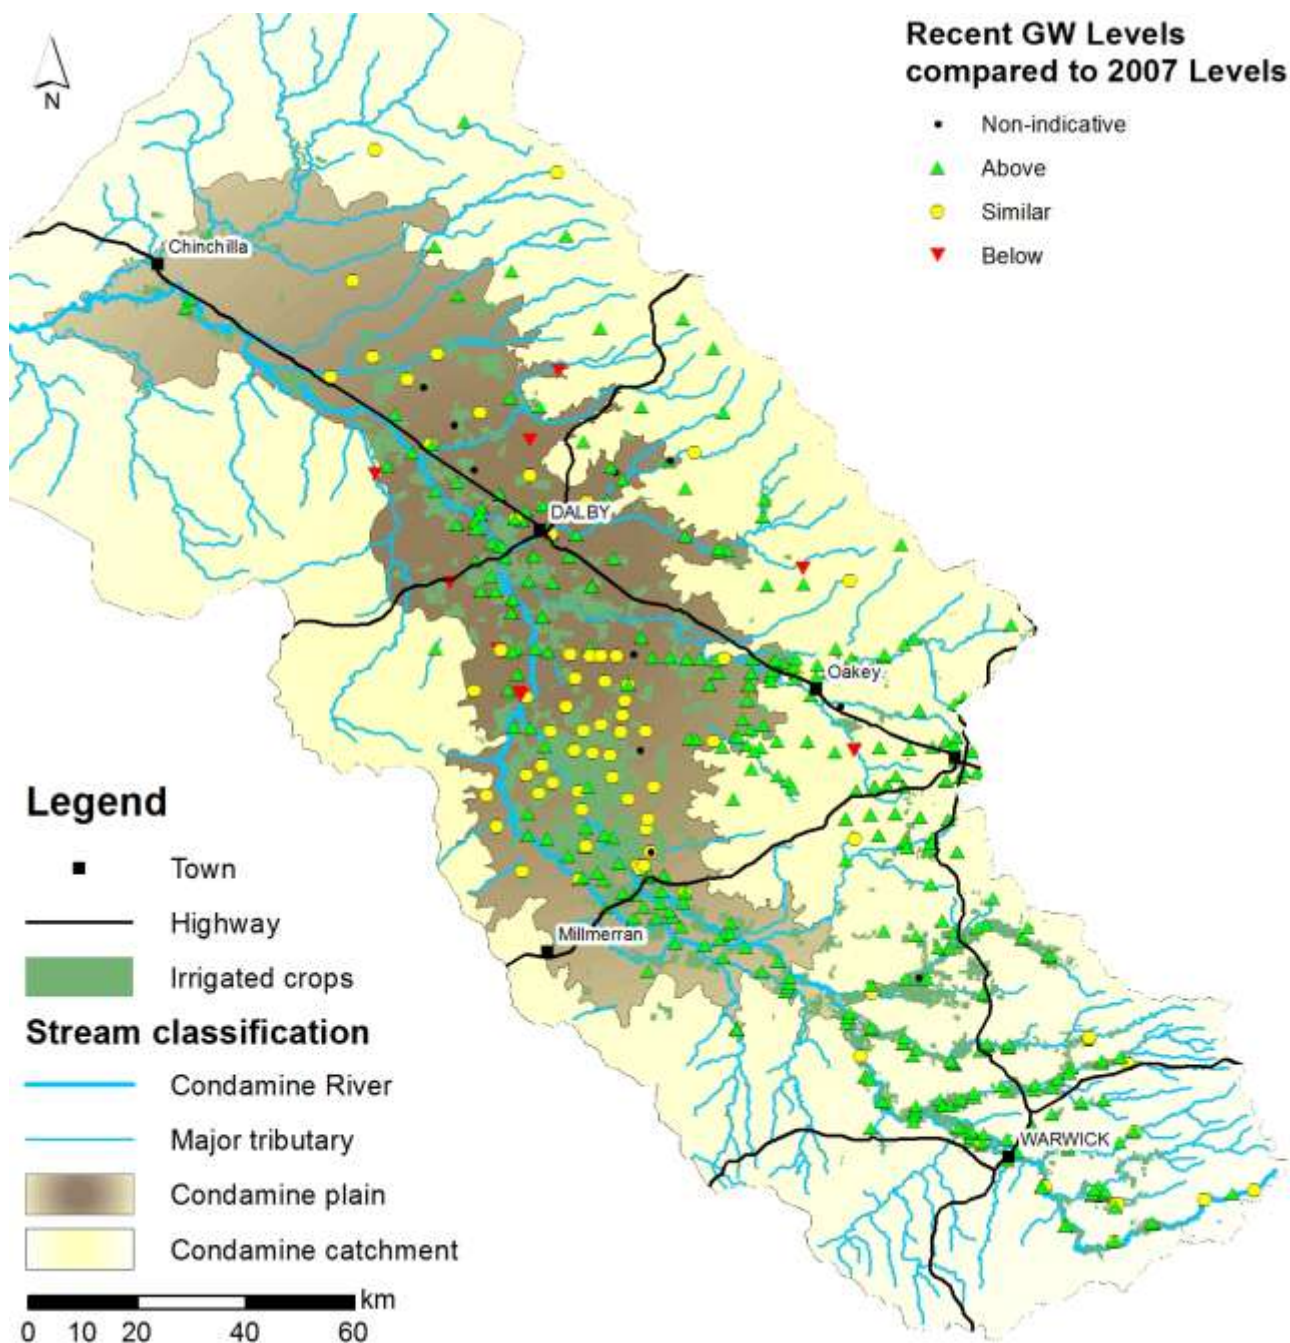 Recent GW Levels
compared to 2007 Levels
Non-indicative
Above
Similar
Below
N
Chinchilla
DALBY
Oakey
Millmerran
WARWICK
Legend
Town
Highway
Irrigated crops
Stream classification
Condamine River
Major tributary
Condamine plain
Condamine catchment
km
0 10 20 40 60